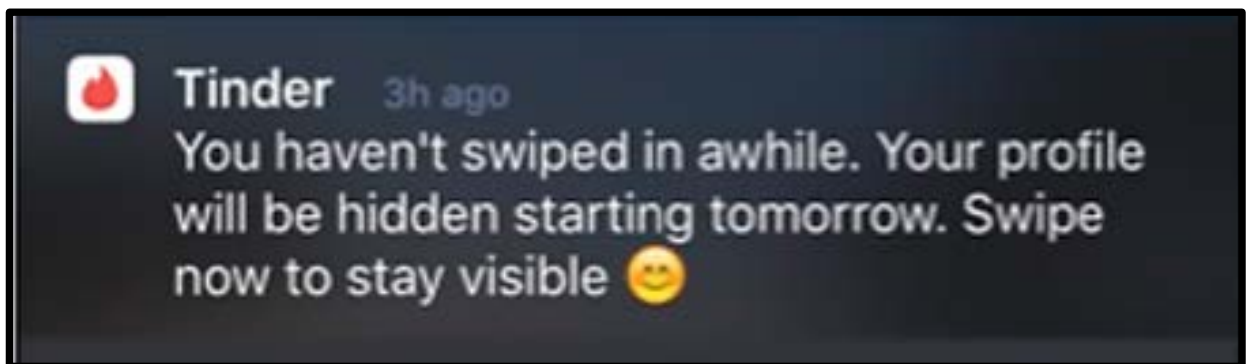 Tinder 3h ago
You haven't swiped in awhile. Your profile
will be hidden starting tomorrow. Swipe
now to stay visible 😊